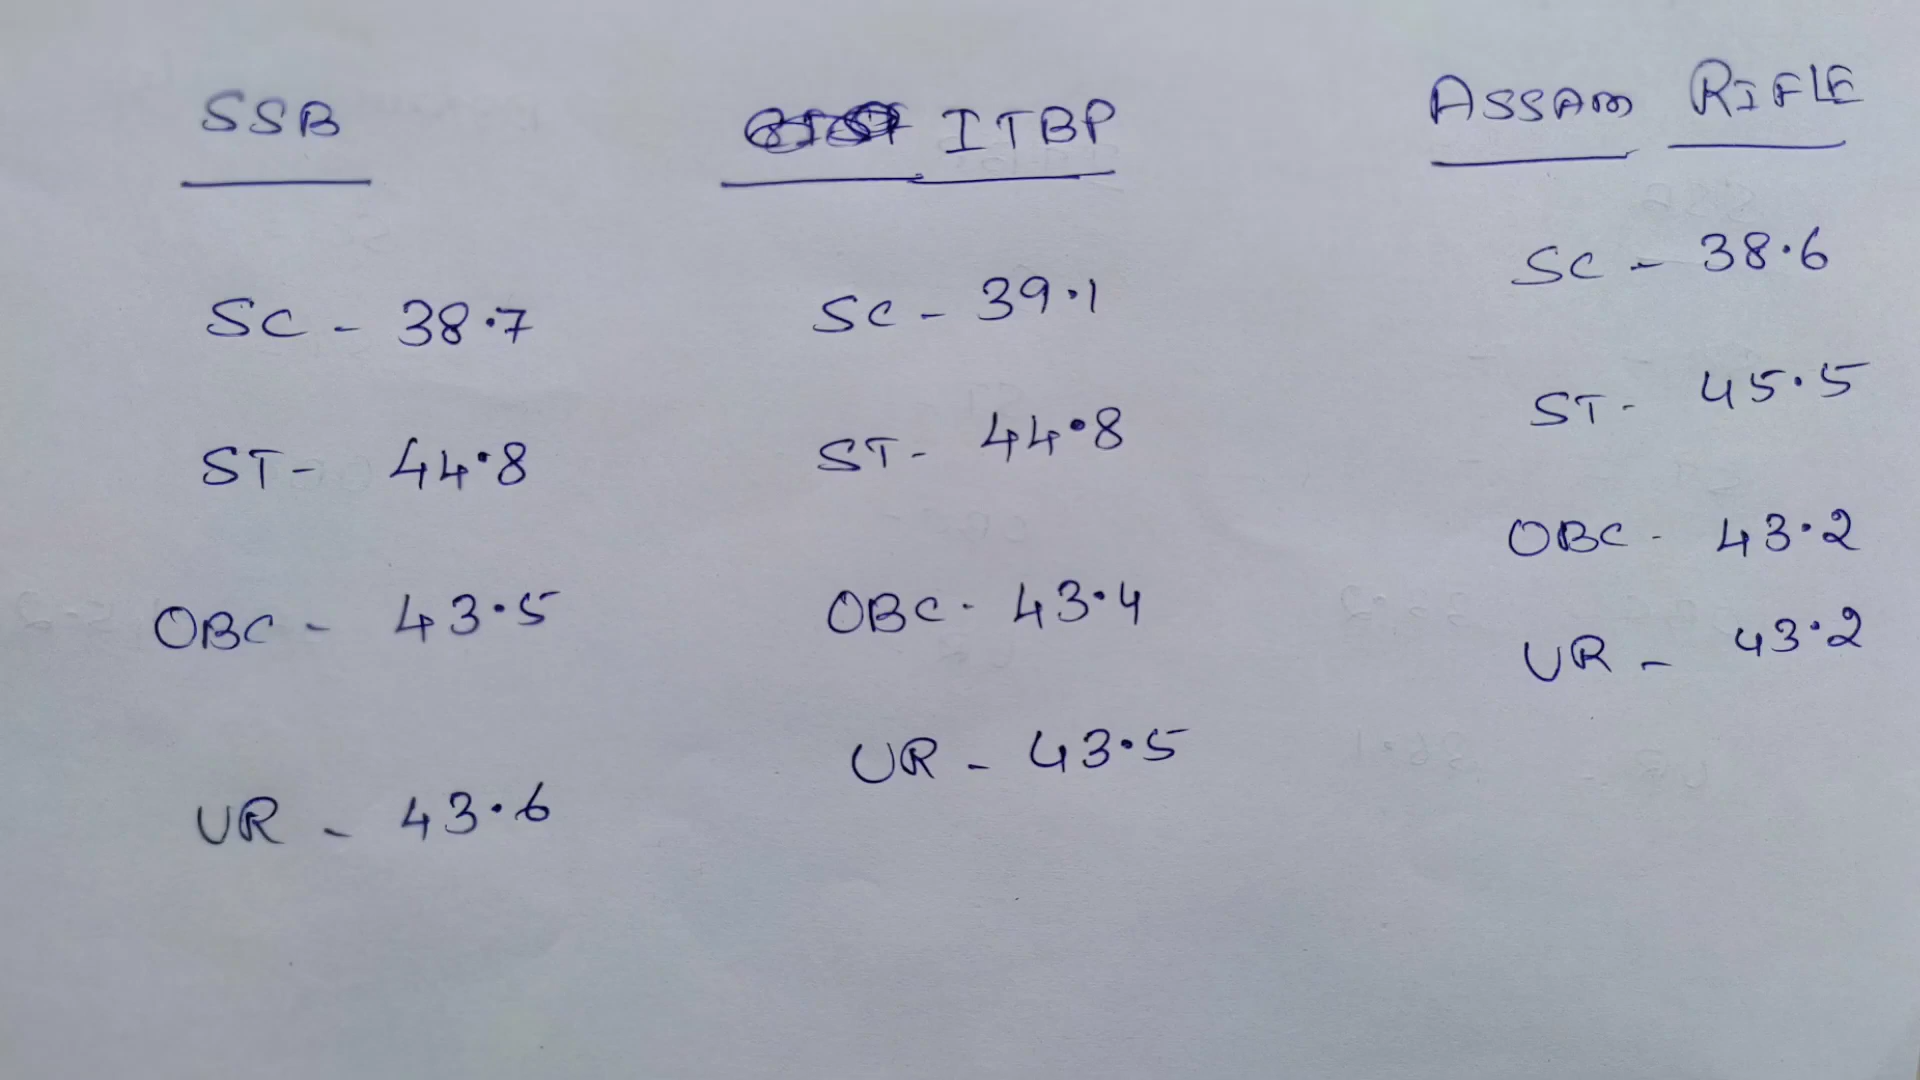 SSB
SC - 38.7
ST - 44.8
OBC - 43.5
UR - 43.6
ITBP
SC - 39.1
ST - 44.8
OBC - 43.4
UR - 43.5
ASSAM RIFLE
SC - 38.6
ST - 45.5
OBC - 43.2
UR - 43.2